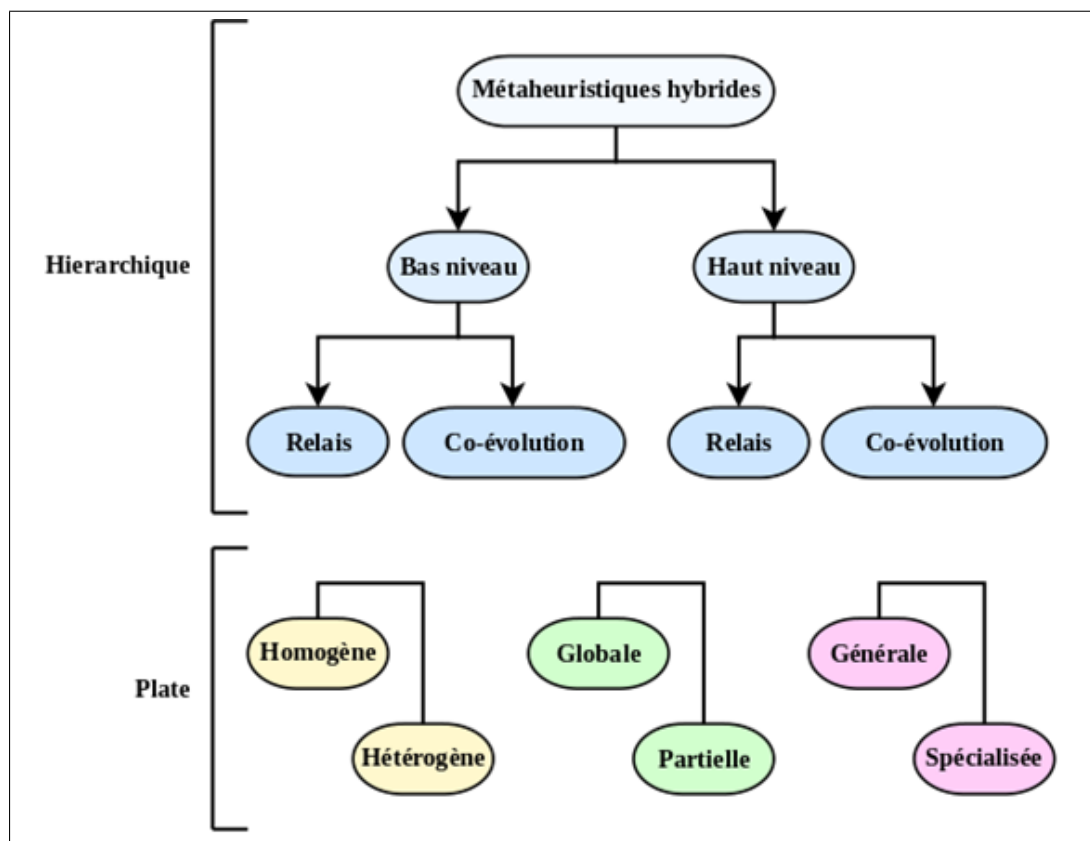 Métaheuristiques hybrides
Hierarchique
Bas niveau
Haut niveau
Relais
Co-évolution
Relais
Co-évolution
Plate
Homogène
Globale
Générale
Hétérogène
Partielle
Spécialisée